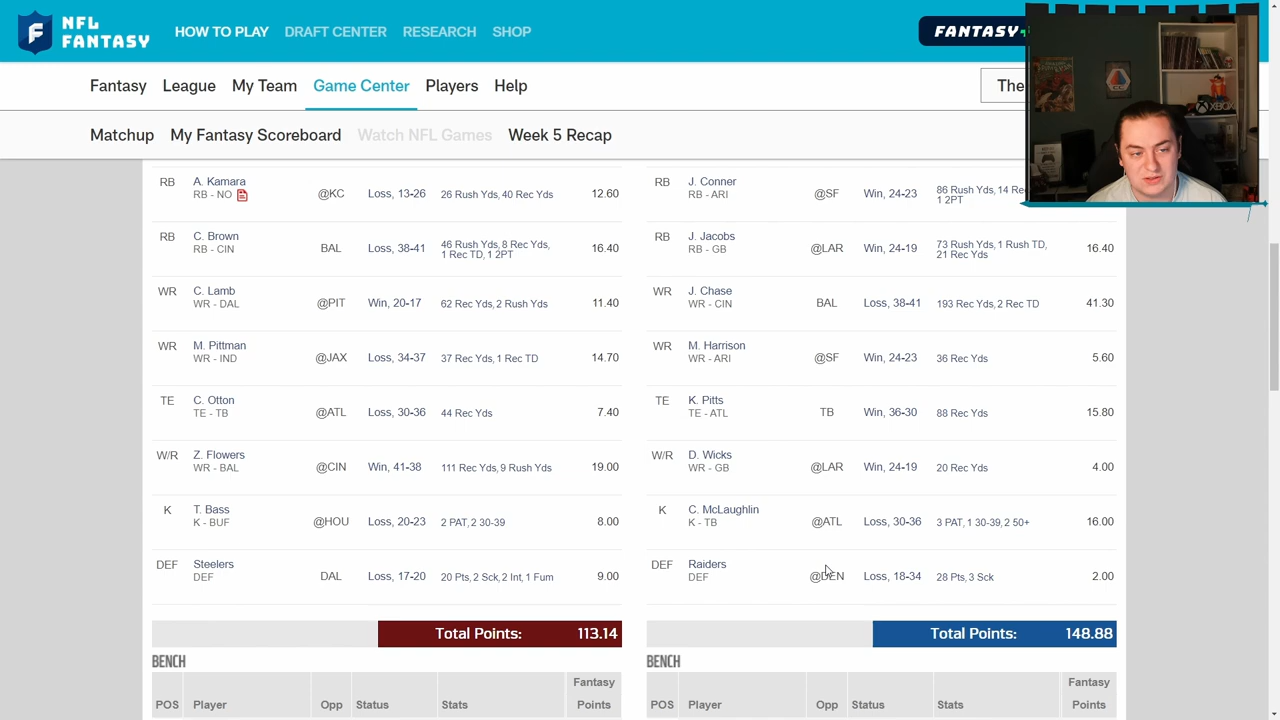 NFL
FANTASY
HOW TO PLAY
DRAFT CENTER
RESEARCH
SHOP
FANTASY+
Fantasy
League
My Team
Game Center
Players
Help
The
XBOX
Matchup
My Fantasy Scoreboard
Watch NFL Games
Week 5 Recap
RB A. Kamara @KC Loss, 13-26 26 Rush Yds, 40 Rec Yds 12.60
RB - NO
RB C. Brown BAL Loss, 38-41 46 Rush Yds, 8 Rec Yds, 16.40
RB - CIN 1 Rec TD, 1 2PT
WR C. Lamb @PIT Win, 20-17 62 Rec Yds, 2 Rush Yds 11.40
WR - DAL
WR M. Pittman @JAX Loss, 34-37 37 Rec Yds, 1 Rec TD 14.70
WR - IND
TE C. Otton @ATL Loss, 30-36 44 Rec Yds 7.40
TE - TB
W/R Z. Flowers @CIN Win, 41-38 111 Rec Yds, 9 Rush Yds 19.00
WR - BAL
K T. Bass @HOU Loss, 20-23 2 PAT, 2 30-39 8.00
K - BUF
DEF Steelers DAL Loss, 17-20 20 Pts, 2 Sck, 2 Int, 1 Fum 9.00
DEF
Total Points: 113.14
BENCH
POS Player Opp Status Stats Fantasy Points
RB J. Conner @SF Win, 24-23 86 Rush Yds, 14 Rec
RB - ARI 1 2PT
RB J. Jacobs @LAR Win, 24-19 73 Rush Yds, 1 Rush TD, 16.40
RB - GB 21 Rec Yds
WR J. Chase BAL Loss, 38-41 193 Rec Yds, 2 Rec TD 41.30
WR - CIN
WR M. Harrison @SF Win, 24-23 36 Rec Yds 5.60
WR - ARI
TE K. Pitts TB Win, 36-30 88 Rec Yds 15.80
TE - ATL
W/R D. Wicks @LAR Win, 24-19 20 Rec Yds 4.00
WR - GB
K C. McLaughlin @ATL Loss, 30-36 3 PAT, 1 30-39, 2 50+ 16.00
K - TB
DEF Raiders @DEN Loss, 18-34 28 Pts, 3 Sck 2.00
DEF
Total Points: 148.88
BENCH
POS Player Opp Status Stats Fantasy Points